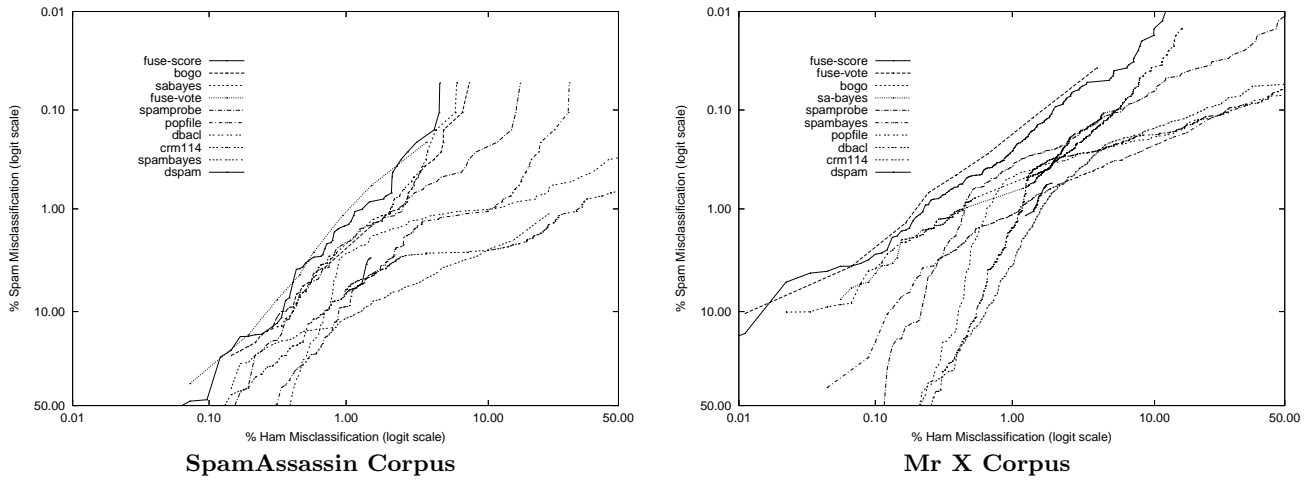 0.01
0.10
1.00
10.00
50.00
0.01 0.10 1.00 10.00 50.00
% Spam Misclassification (logit scale)
% Ham Misclassification (logit scale)
fuse-score
bogo
sabayes
fuse-vote
spamprobe
popfile
dbacl
crm114
spambayes
dspam
SpamAssassin Corpus
0.01
0.10
1.00
10.00
50.00
0.01 0.10 1.00 10.00 50.00
% Spam Misclassification (logit scale)
% Ham Misclassification (logit scale)
fuse-score
fuse-vote
bogo
sa-bayes
spamprobe
spambayes
popfile
dbacl
crm114
dspam
Mr X Corpus